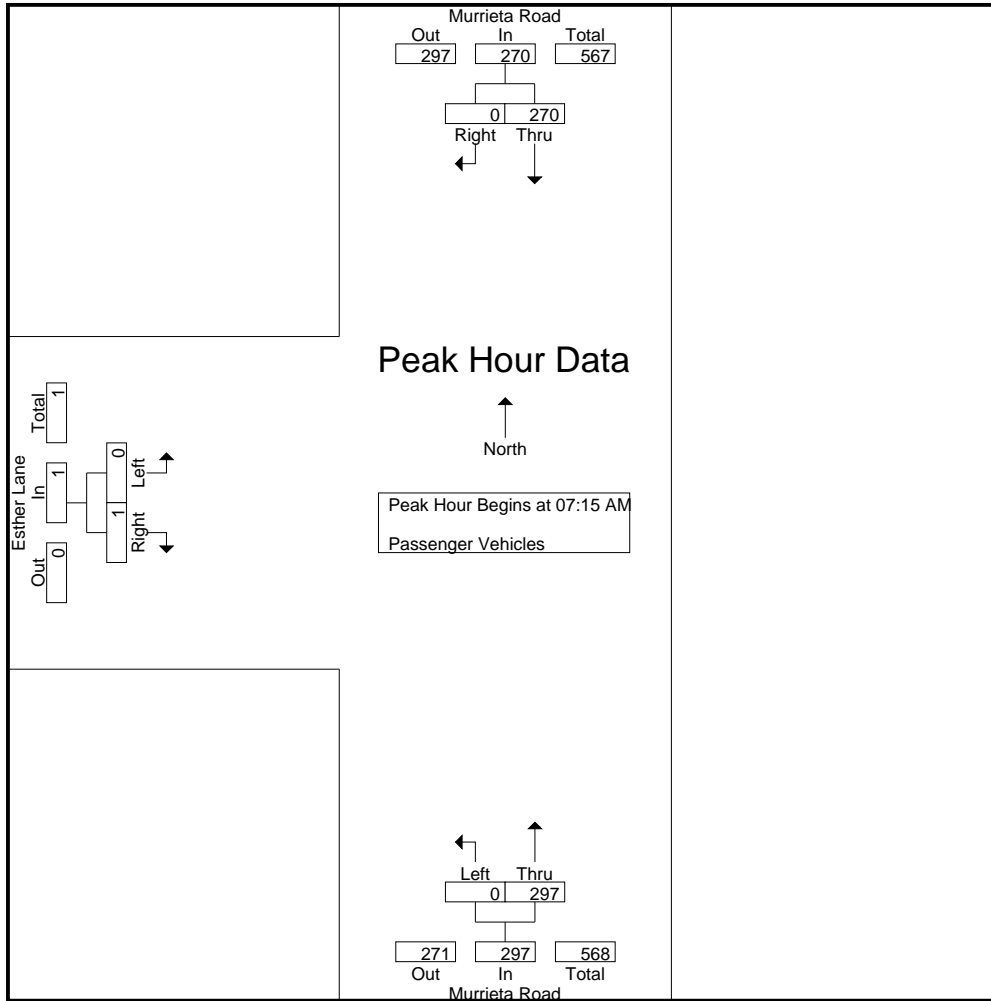 Murrieta Road
Out In Total
297 270 567
0 270
Right Thru
Peak Hour Data
North
Peak Hour Begins at 07:15 AM
Passenger Vehicles
Esther Lane
Out In Total
0 1 1
Right Left
1 0
Left Thru
0 297
271 297 568
Out In Total
Murrieta Road